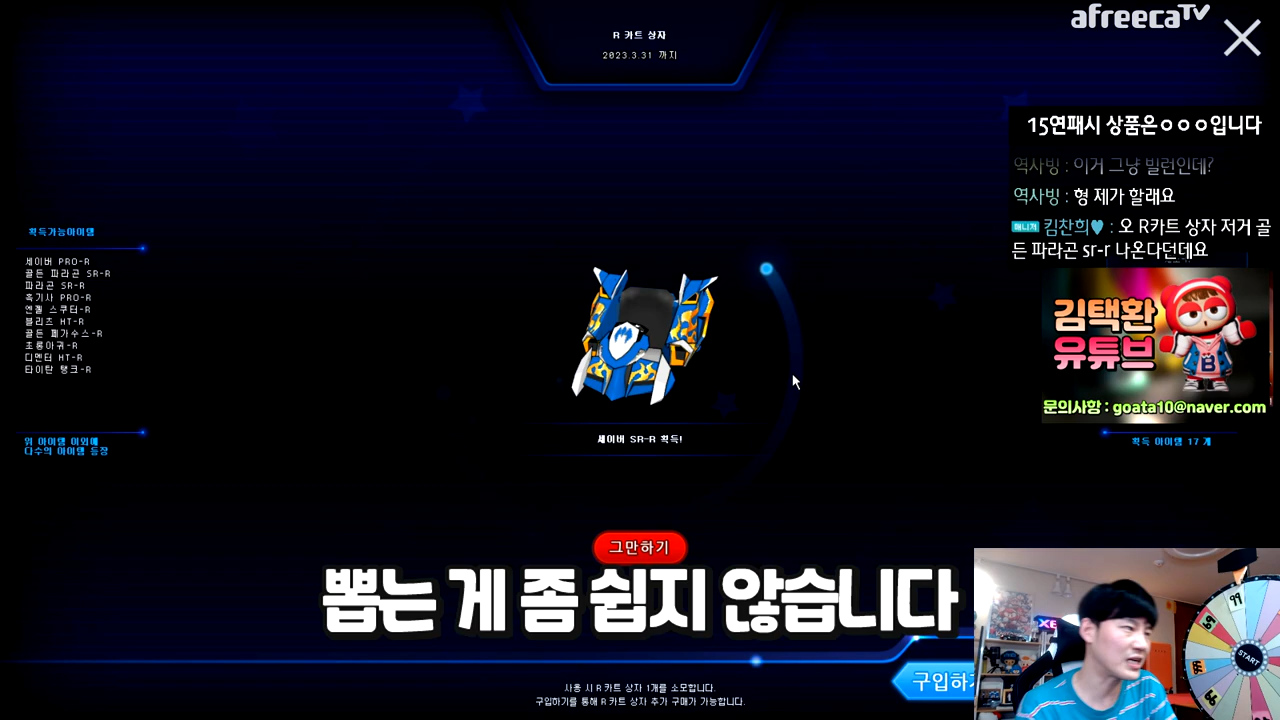 R 카트 상자
2023.3.31 까지
afreecaTV
15연패시 상품은ㅇㅇㅇ입니다
역사빙 : 이거 그냥 빌런인데?
역사빙 : 형 제가 할래요
매니저 킴찬희♥ : 오 R카트 상자 저거 골
든 파라곤 sr-r 나온다던데요
획득가능아이템
세이버 PRO-R
골든 파라곤 SR-R
파라곤 SR-R
흑기사 PRO-R
엔젤 스쿠터-R
블리츠 HT-R
골든 페가수스-R
초롱아귀-R
디멘터 HT-R
타이탄 탱크-R
위 아이템 이외에
다수의 아이템 등장
김택환
유튜브
B
문의사항 : goata10@naver.com
획득 아이템 17 개
세이버 SR-R 획득!
그만하기
뽑는 게 좀 쉽지 않습니다
구입하기
사용 시 R 카트 상자 1개를 소모합니다.
구입하기를 통해 R 카트 상자 추가 구매가 가능합니다.
START
99